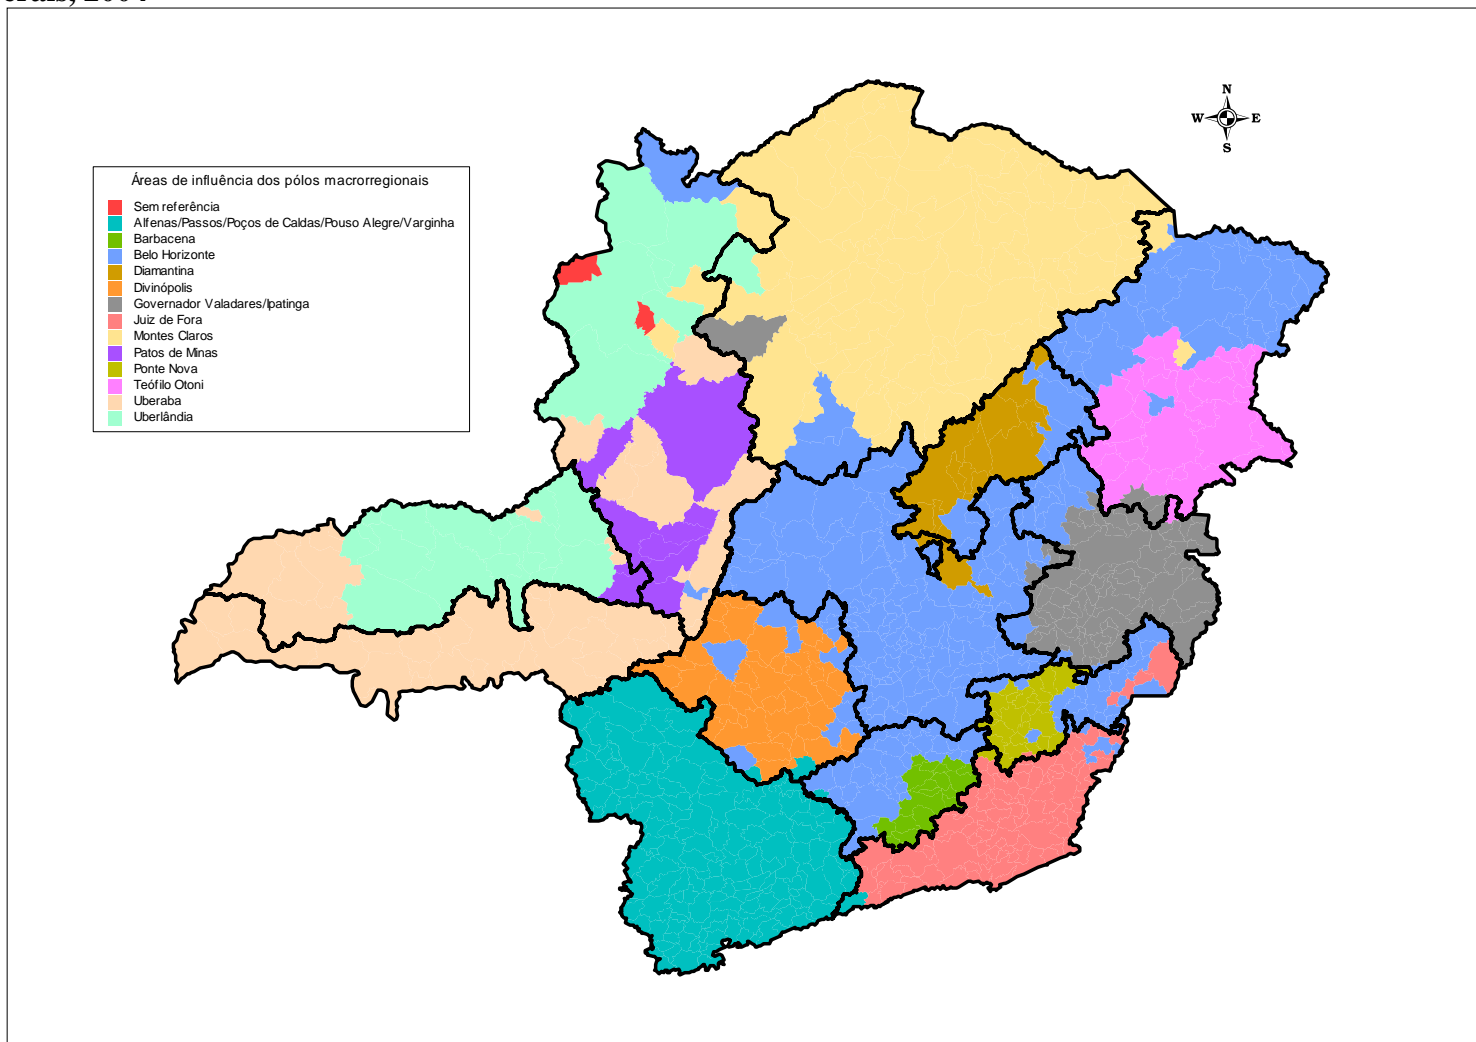 N
W E
S
Áreas de influência dos pólos macrorregionais
Sem referência
Alfenas/Passos/Poços de Caldas/Pouso Alegre/Varginha
Barbacena
Belo Horizonte
Diamantina
Divinópolis
Governador Valadares/Ipatinga
Juiz de Fora
Montes Claros
Patos de Minas
Ponte Nova
Teófilo Otoni
Uberaba
Uberlândia